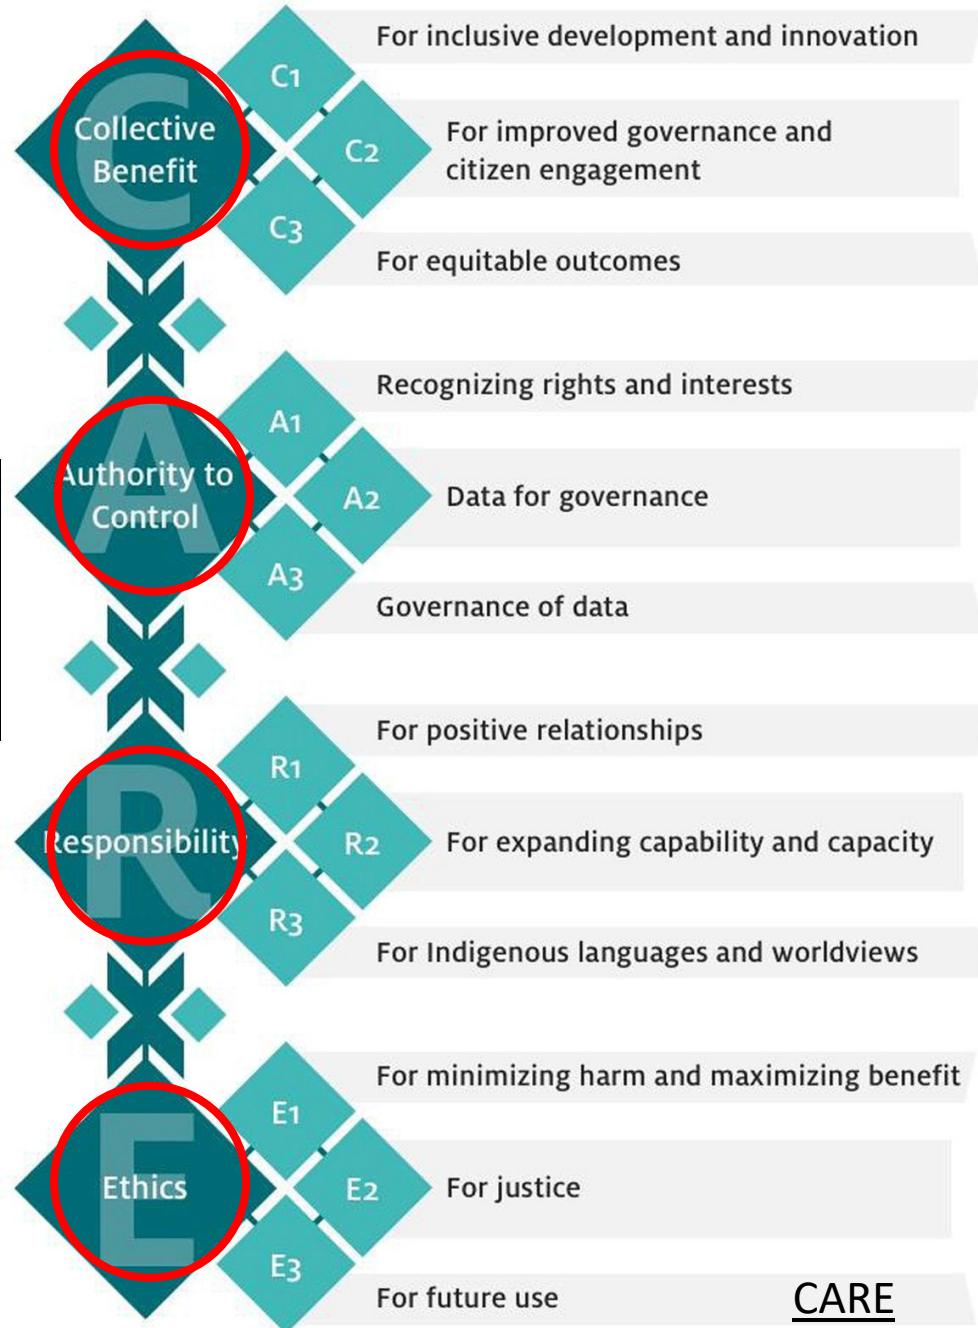 C
Collective
Benefit
C1
For inclusive development and innovation
C2
For improved governance and
citizen engagement
C3
For equitable outcomes
A
Authority to
Control
A1
Recognizing rights and interests
A2
Data for governance
A3
Governance of data
R
Responsibility
R1
For positive relationships
R2
For expanding capability and capacity
R3
For Indigenous languages and worldviews
E
Ethics
E1
For minimizing harm and maximizing benefit
E2
For justice
E3
For future use
CARE